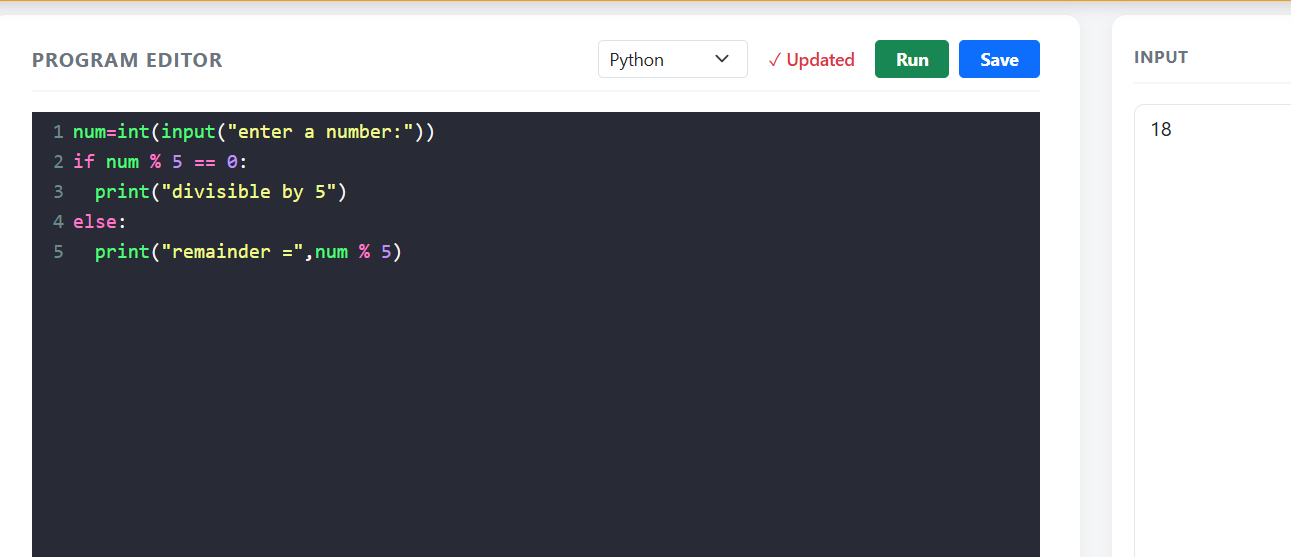 PROGRAM EDITOR
Python
✓ Updated
Run
Save
1 num=int(input("enter a number:"))
2 if num % 5 == 0:
3   print("divisible by 5")
4 else:
5   print("remainder =",num % 5)
INPUT
18